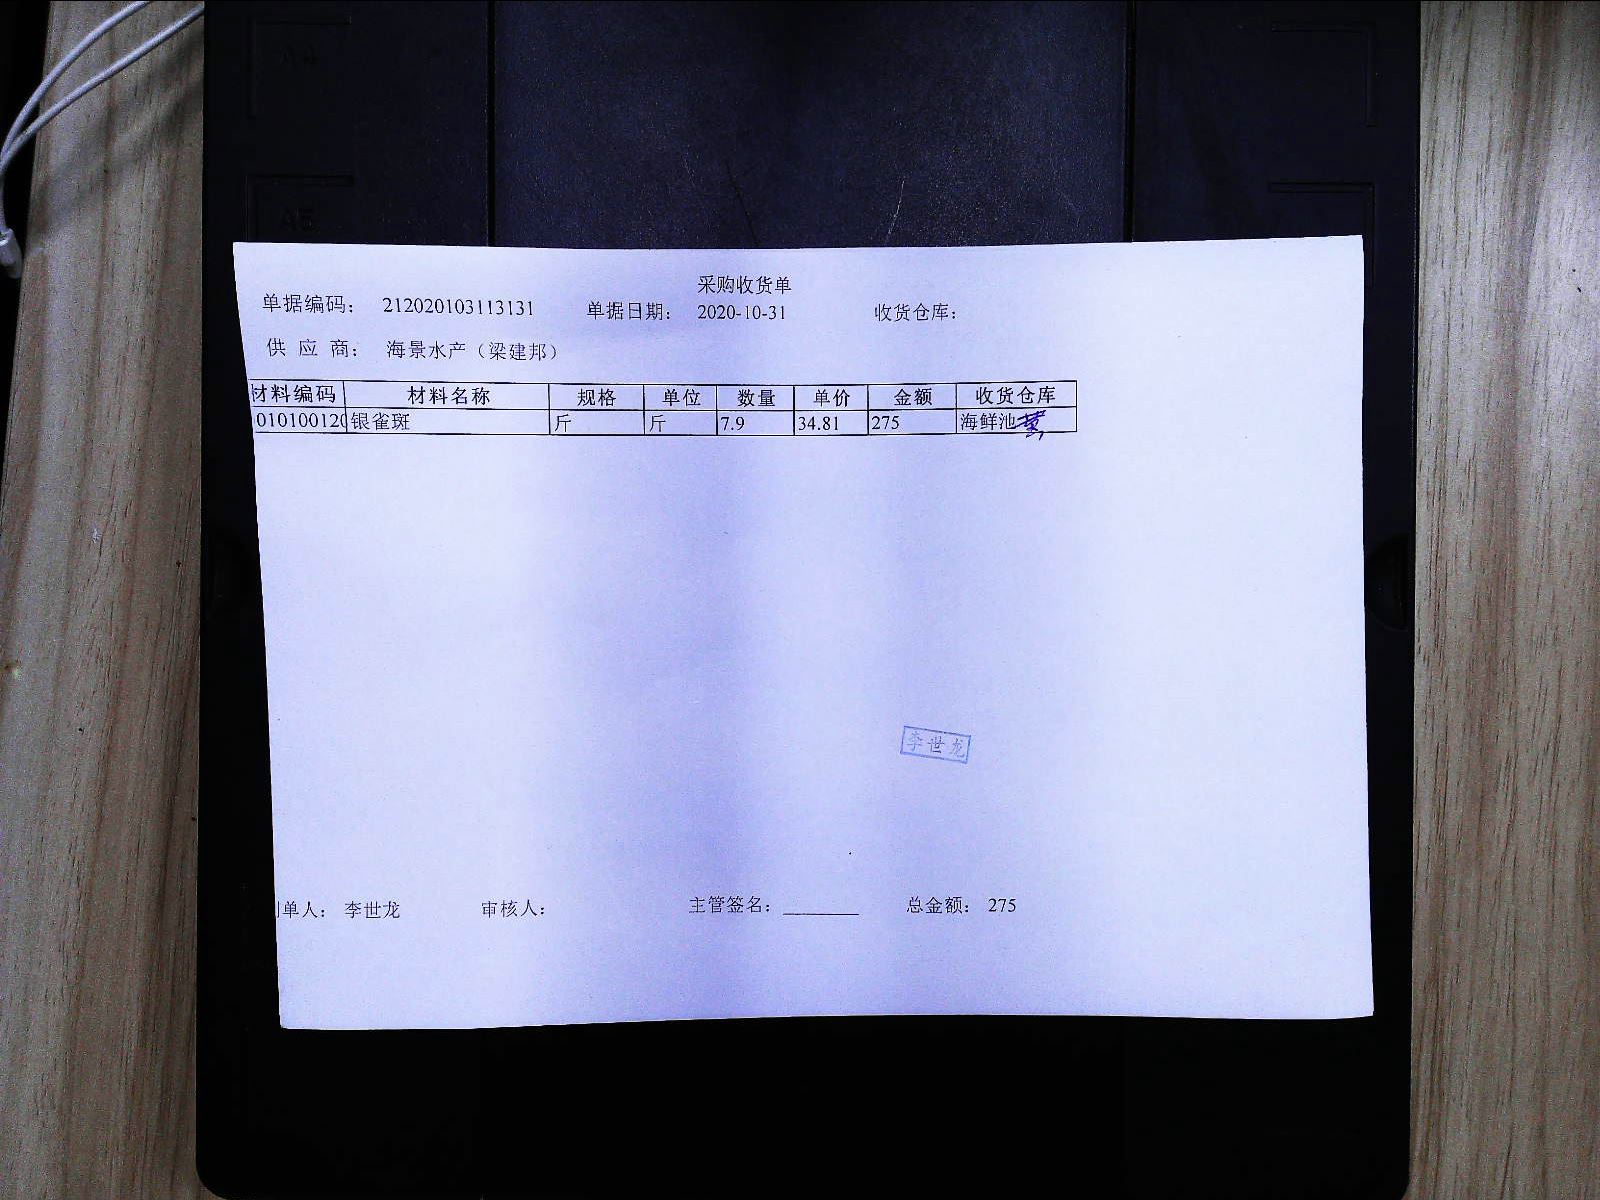 采购收货单
单据编码： 212020103113131 单据日期： 2020-10-31 收货仓库：
供 应 商： 海景水产（梁建邦）
材料编码 材料名称 规格 单位 数量 单价 金额 收货仓库
010100120 银雀斑 斤 斤 7.9 34.81 275 海鲜池
李世龙
单人： 李世龙 审核人： 主管签名：________ 总金额： 275